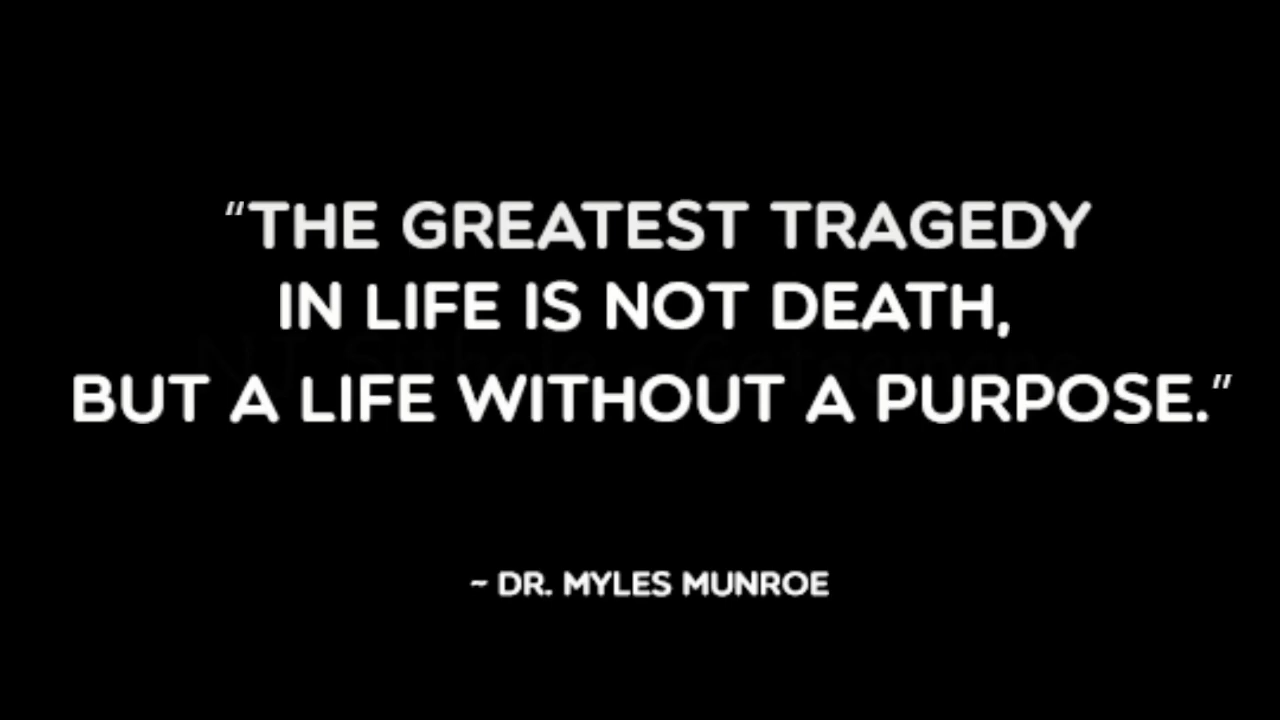 “THE GREATEST TRAGEDY
IN LIFE IS NOT DEATH,
BUT A LIFE WITHOUT A PURPOSE.”
~ DR. MYLES MUNROE